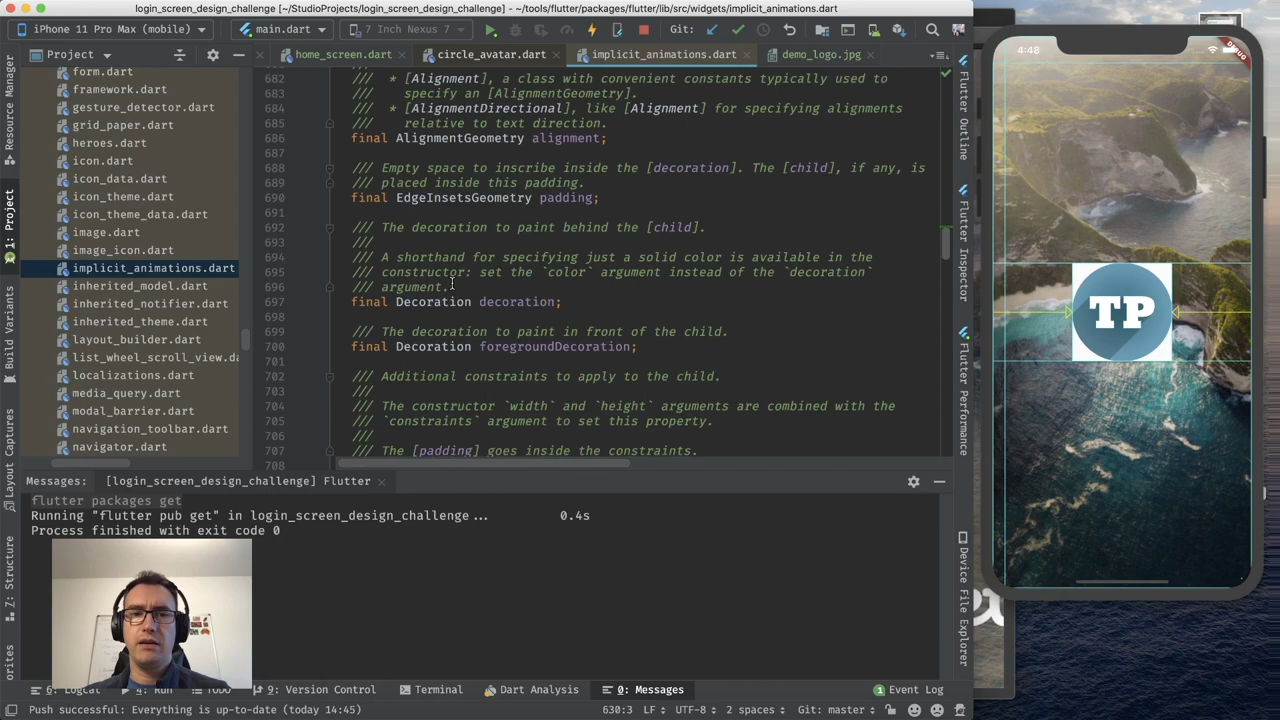 login_screen_design_challenge [~/StudioProjects/login_screen_design_challenge] - ~/tools/flutter/packages/flutter/lib/src/widgets/implicit_animations.dart
iPhone 11 Pro Max (mobile)
main.dart
7 Inch Nexus 7
Git:
Project
home_screen.dart
circle_avatar.dart
implicit_animations.dart
demo_logo.jpg
form.dart
framework.dart
gesture_detector.dart
grid_paper.dart
heroes.dart
icon.dart
icon_data.dart
icon_theme.dart
icon_theme_data.dart
image.dart
image_icon.dart
implicit_animations.dart
inherited_model.dart
inherited_notifier.dart
inherited_theme.dart
layout_builder.dart
list_wheel_scroll_view.da
localizations.dart
media_query.dart
modal_barrier.dart
navigation_toolbar.dart
navigator.dart
682 /// * [Alignment], a class with convenient constants typically used to
683 /// specify an [AlignmentGeometry].
684 /// * [AlignmentDirectional], like [Alignment] for specifying alignments
685 /// relative to text direction.
686 final AlignmentGeometry alignment;
687
688 /// Empty space to inscribe inside the [decoration]. The [child], if any, is
689 /// placed inside this padding.
690 final EdgeInsetsGeometry padding;
691
692 /// The decoration to paint behind the [child].
693 ///
694 /// A shorthand for specifying just a solid color is available in the
695 /// constructor: set the `color` argument instead of the `decoration`
696 /// argument.
697 final Decoration decoration;
698
699 /// The decoration to paint in front of the child.
700 final Decoration foregroundDecoration;
701
702 /// Additional constraints to apply to the child.
703 ///
704 /// The constructor `width` and `height` arguments are combined with the
705 /// `constraints` argument to set this property.
706 ///
707 /// The [padding] goes inside the constraints.
708
Resource Manager
1: Project
Build Variants
Layout Captures
Z: Structure
orites
Flutter Outline
Flutter Inspector
Flutter Performance
Device File Explorer
4:48
DEBUG
TP
Messages:
[login_screen_design_challenge] Flutter
flutter packages get
Running "flutter pub get" in login_screen_design_challenge... 0.4s
Process finished with exit code 0
6: Logcat
4: Run
TODO
9: Version Control
Terminal
Dart Analysis
0: Messages
1 Event Log
Push successful: Everything is up-to-date (today 14:45)
630:3
LF
UTF-8
2 spaces
Git: master